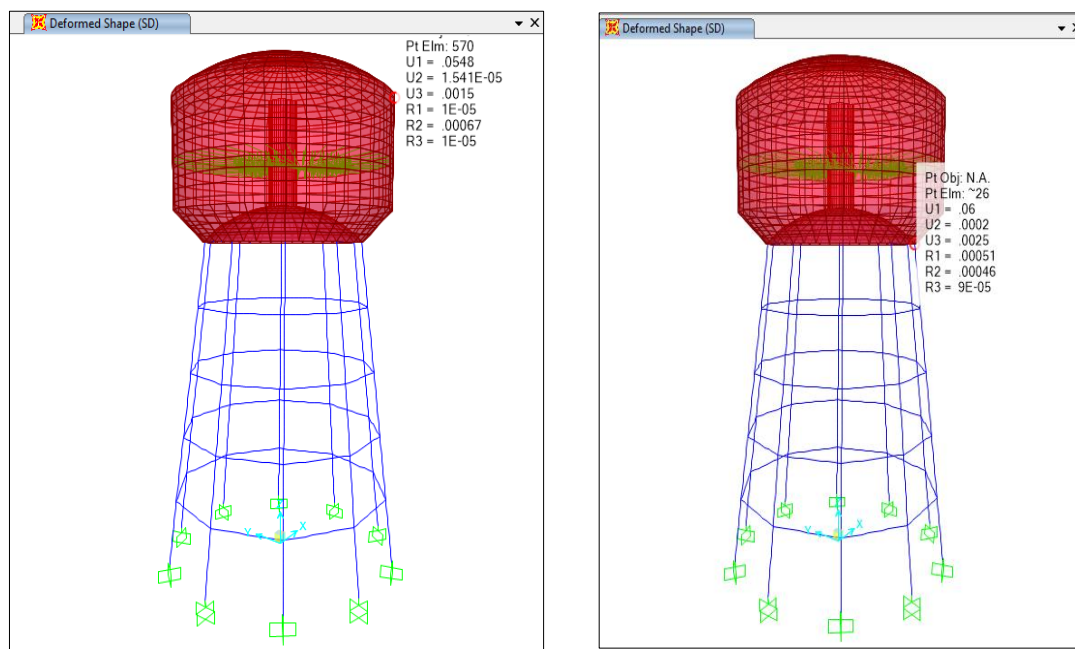 Deformed Shape (SD)
Pt Elm: 570
U1 = .0548
U2 = 1.541E-05
U3 = .0015
R1 = 1E-05
R2 = .00067
R3 = 1E-05
Y
X
Deformed Shape (SD)
Pt Obj: N.A.
Pt Elm: ~26
U1 = .06
U2 = .0002
U3 = .0025
R1 = .00051
R2 = .00046
R3 = 9E-05
Y
X